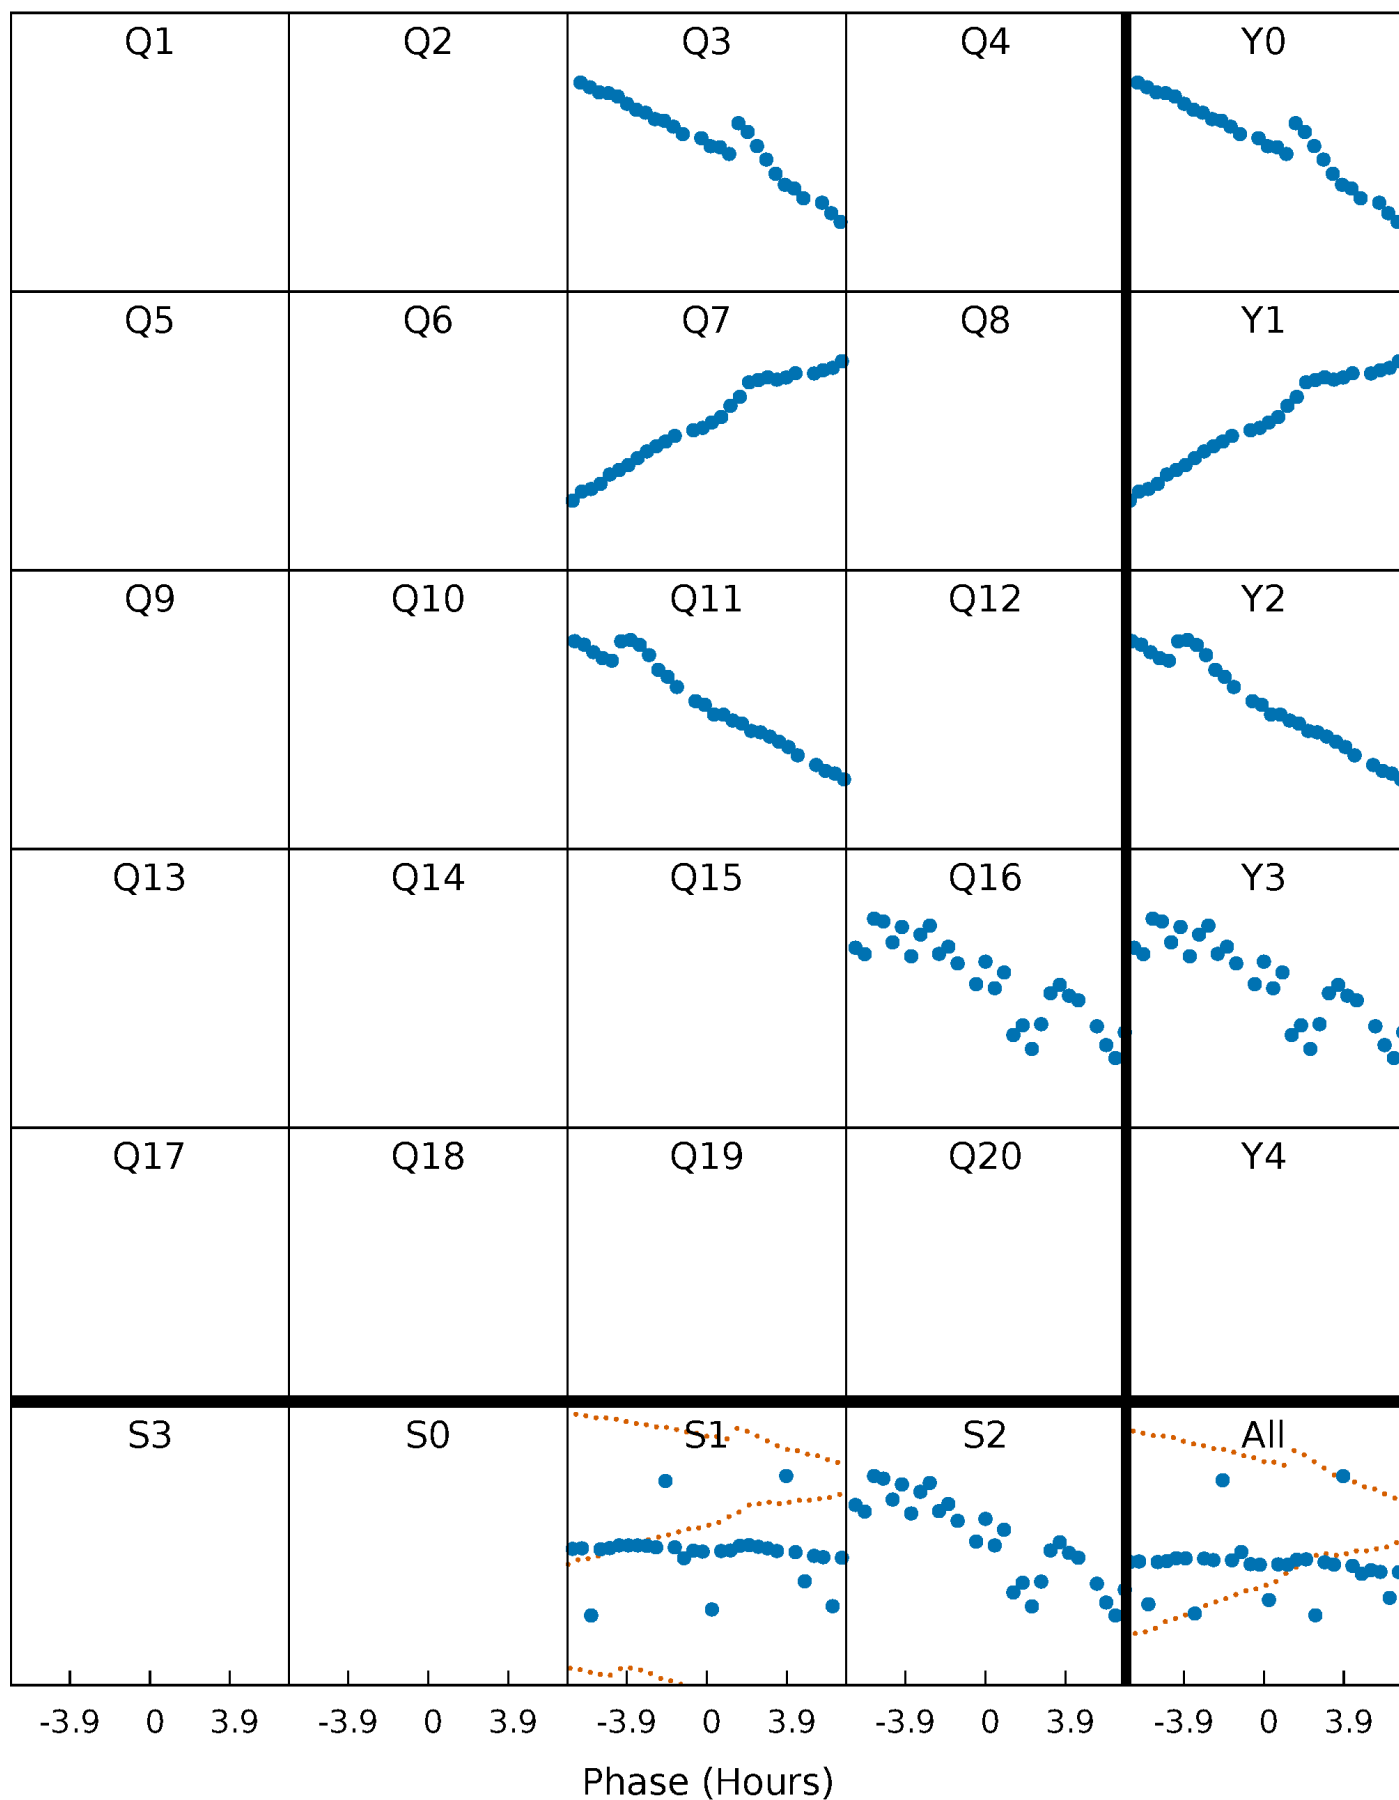 Q1 Q2 Q3 Q4 Y0
Q5 Q6 Q7 Q8 Y1
Q9 Q10 Q11 Q12 Y2
Q13 Q14 Q15 Q16 Y3
Q17 Q18 Q19 Q20 Y4
S3 S0 S1 S2 All
-3.9 0 3.9 -3.9 0 3.9 -3.9 0 3.9 -3.9 0 3.9 -3.9 0 3.9
Phase (Hours)